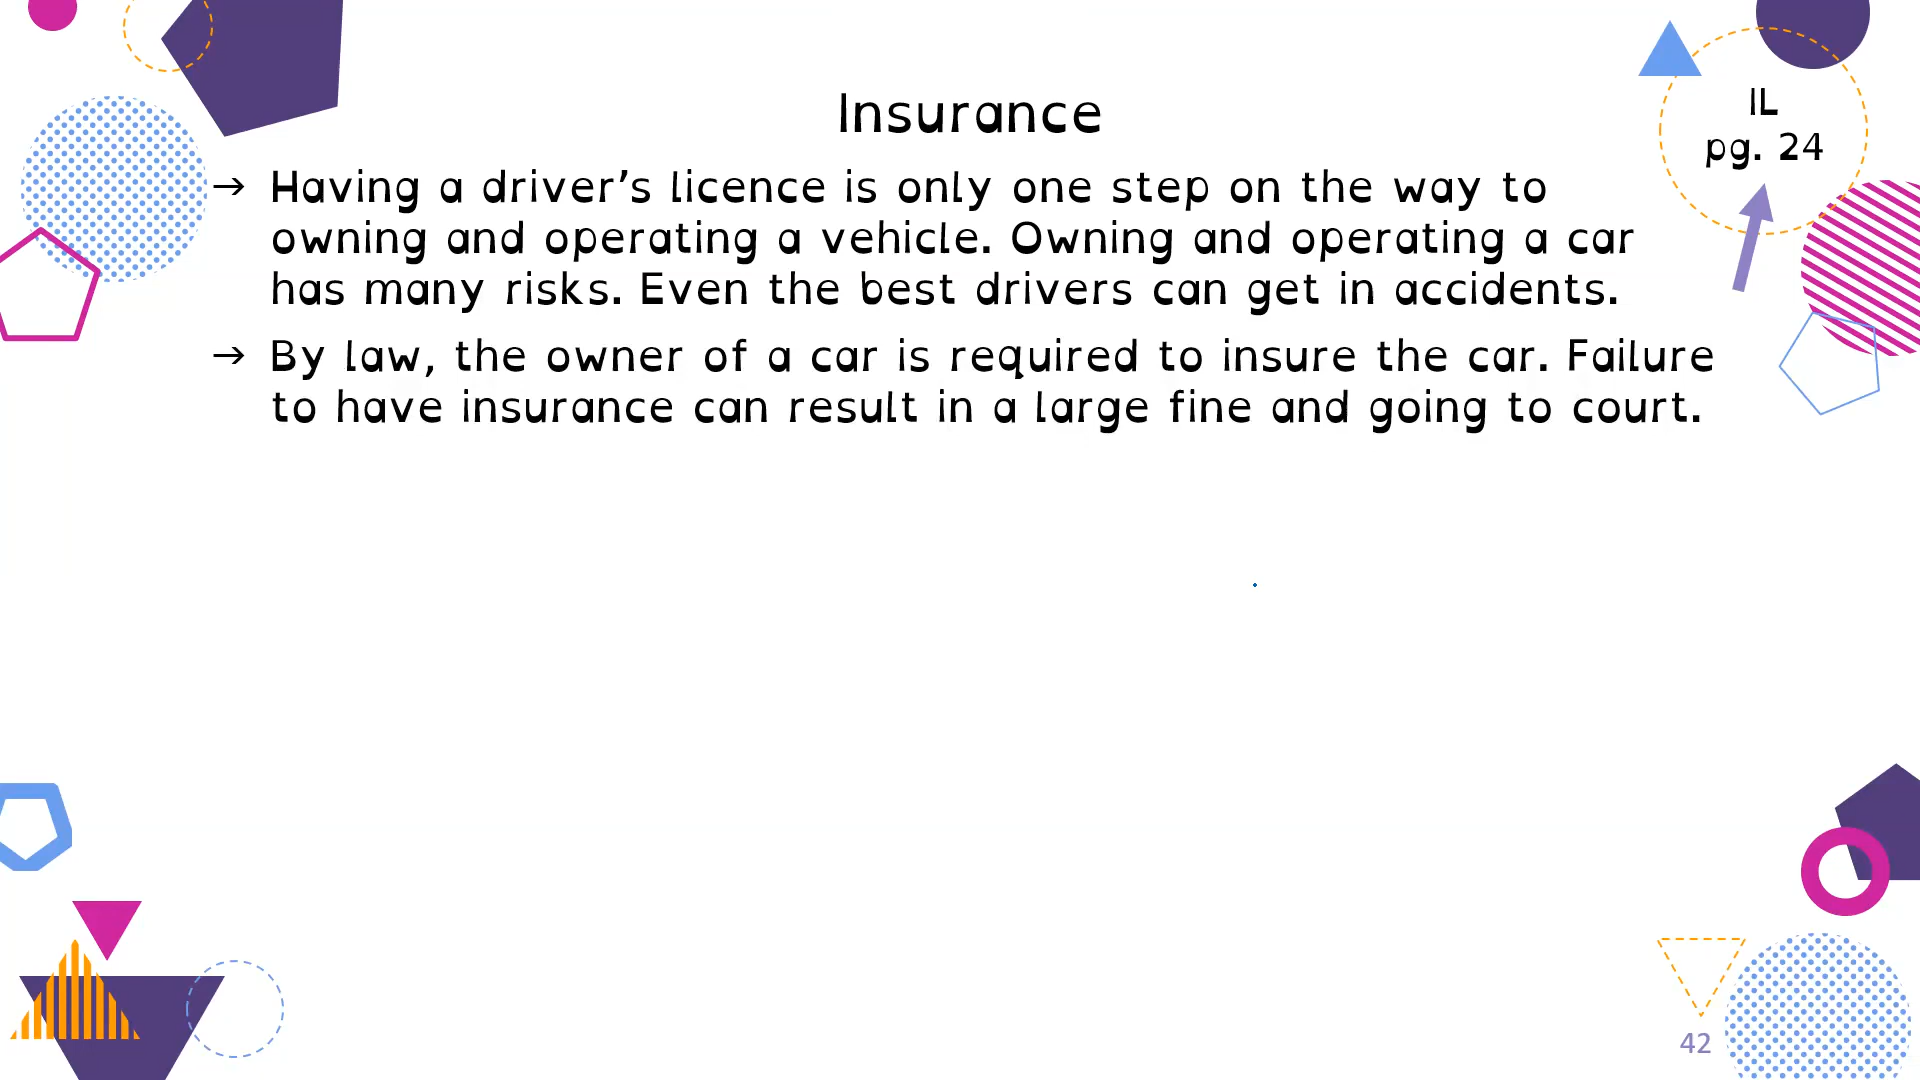 Insurance
IL
pg. 24
→ Having a driver’s licence is only one step on the way to
owning and operating a vehicle. Owning and operating a car
has many risks. Even the best drivers can get in accidents.
→ By law, the owner of a car is required to insure the car. Failure
to have insurance can result in a large fine and going to court.
42